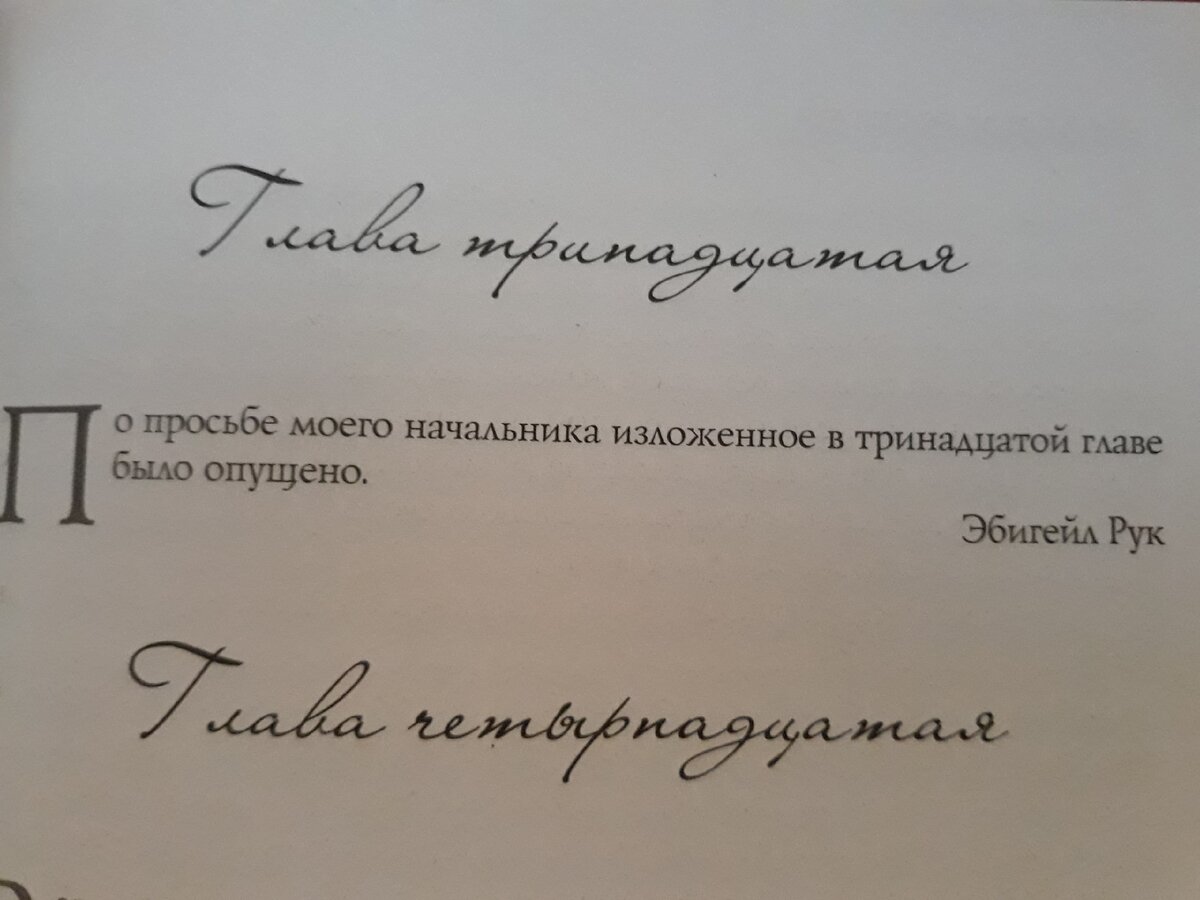 Глава тринадцатая
По просьбе моего начальника изложенное в тринадцатой главе
было опущено.
Эбигейл Рук
Глава четырнадцатая